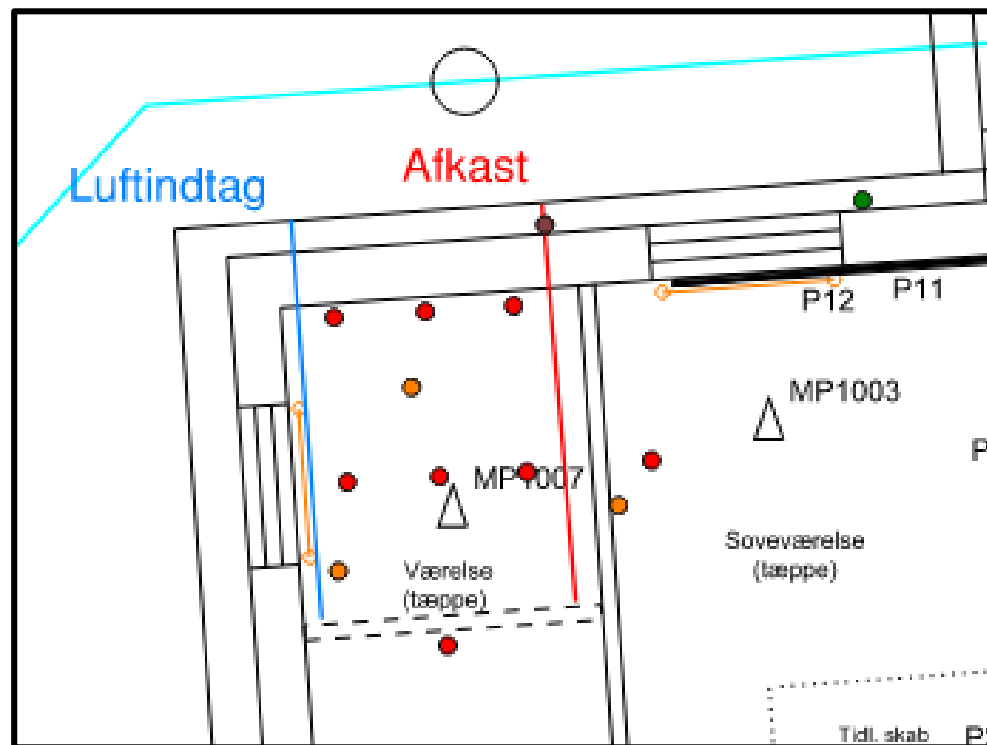 Afkast
Luftindtag
P12
P11
MP1003
MP1007
Soveværelse
(tæppe)
Værelse
(tæppe)
Tidl. skab